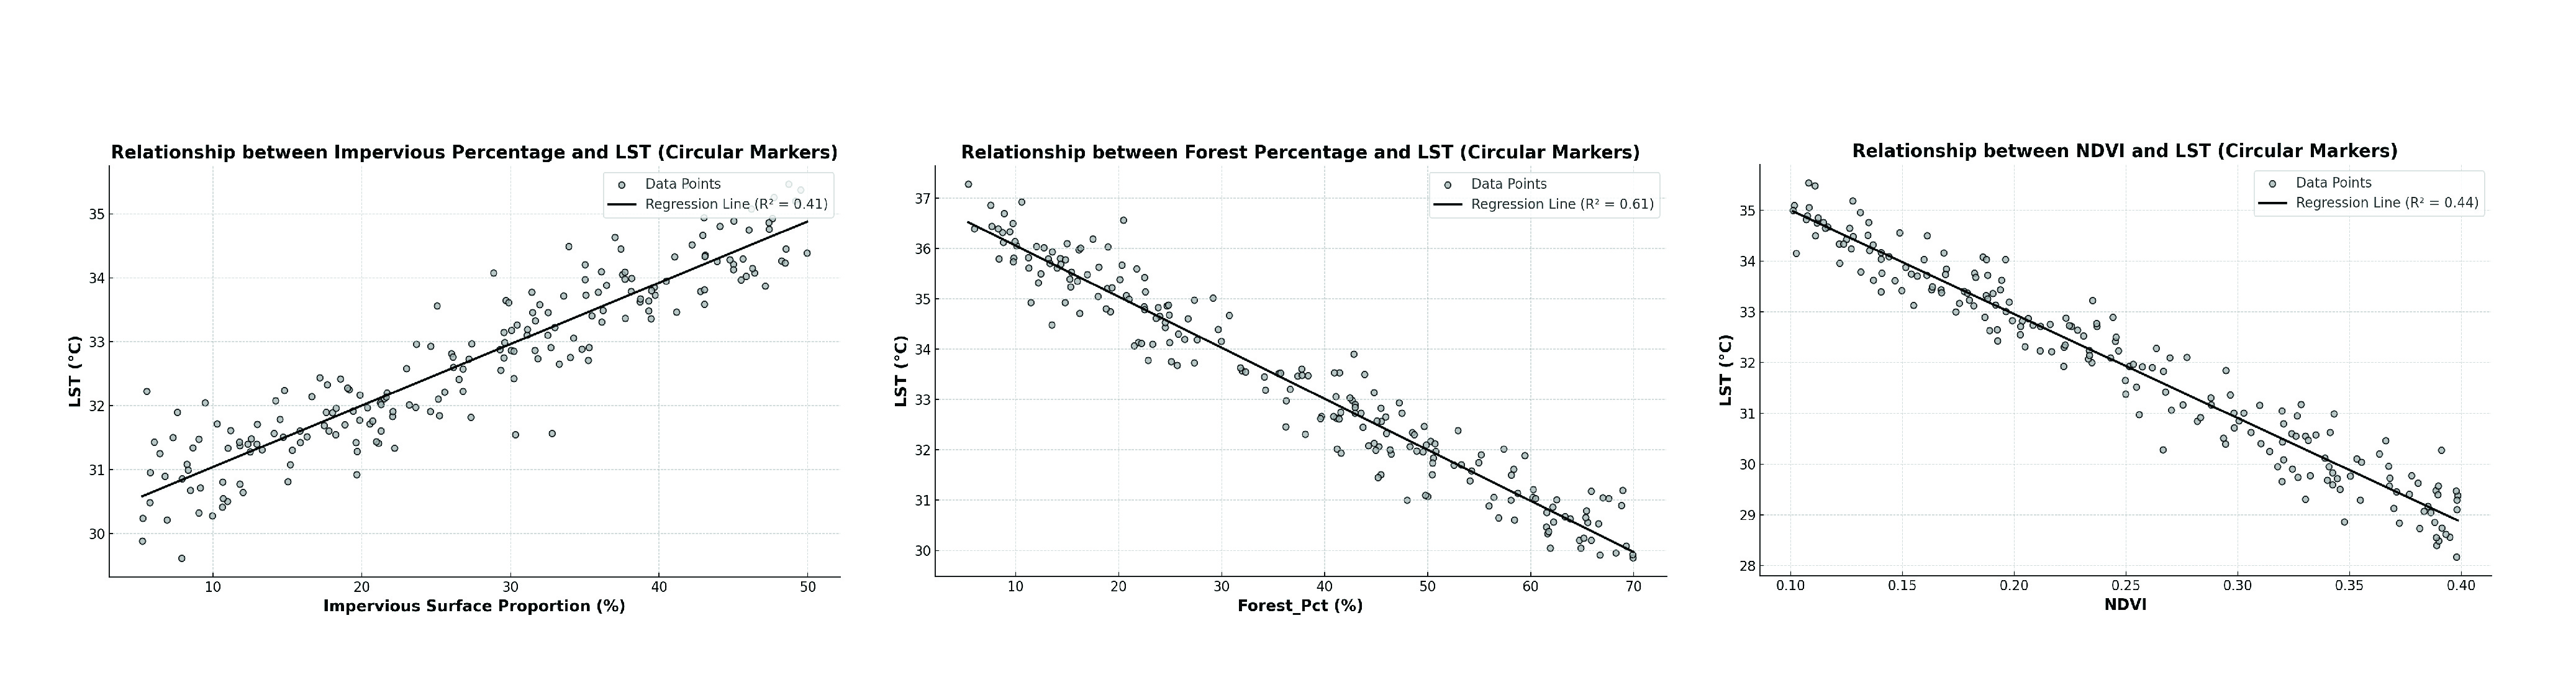 Relationship between Impervious Percentage and LST (Circular Markers)
Data Points
Regression Line (R² = 0.41)
35
34
33
32
31
30
LST (°C)
10 20 30 40 50
Impervious Surface Proportion (%)
Relationship between Forest Percentage and LST (Circular Markers)
Data Points
Regression Line (R² = 0.61)
37
36
35
34
33
32
31
30
LST (°C)
10 20 30 40 50 60 70
Forest_Pct (%)
Relationship between NDVI and LST (Circular Markers)
Data Points
Regression Line (R² = 0.44)
35
34
33
32
31
30
29
28
LST (°C)
0.10 0.15 0.20 0.25 0.30 0.35 0.40
NDVI